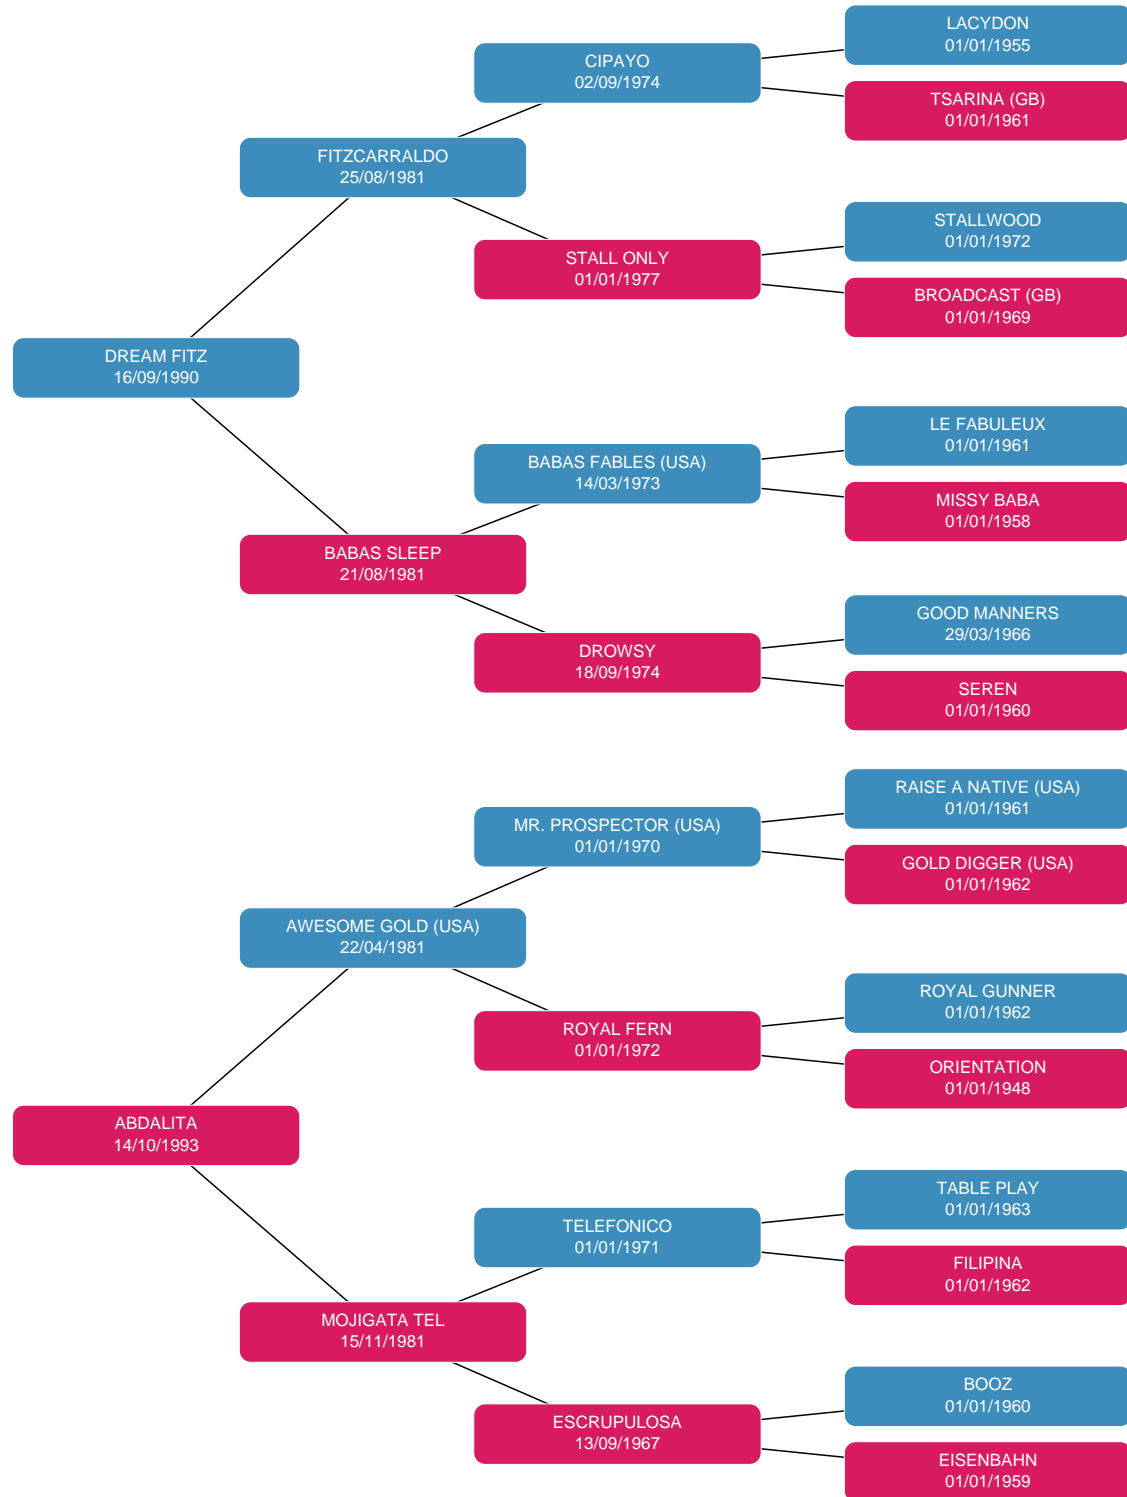 LACYDON
01/01/1955
CIPAYO
02/09/1974
TSARINA (GB)
01/01/1961
FITZCARRALDO
25/08/1981
STALLWOOD
01/01/1972
STALL ONLY
01/01/1977
BROADCAST (GB)
01/01/1969
DREAM FITZ
16/09/1990
LE FABULEUX
01/01/1961
BABAS FABLES (USA)
14/03/1973
MISSY BABA
01/01/1958
BABAS SLEEP
21/08/1981
GOOD MANNERS
29/03/1966
DROWSY
18/09/1974
SEREN
01/01/1960
RAISE A NATIVE (USA)
01/01/1961
MR. PROSPECTOR (USA)
01/01/1970
GOLD DIGGER (USA)
01/01/1962
AWESOME GOLD (USA)
22/04/1981
ROYAL GUNNER
01/01/1962
ROYAL FERN
01/01/1972
ORIENTATION
01/01/1948
ABDALITA
14/10/1993
TABLE PLAY
01/01/1963
TELEFONICO
01/01/1971
FILIPINA
01/01/1962
MOJIGATA TEL
15/11/1981
BOOZ
01/01/1960
ESCRUPULOSA
13/09/1967
EISENBAHN
01/01/1959